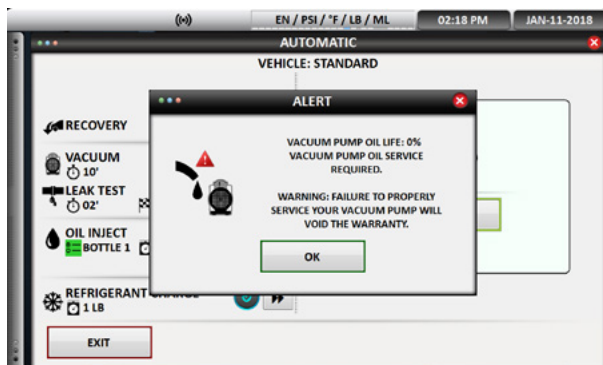 EN / PSI / °F / LB / ML
02:18 PM
JAN-11-2018
AUTOMATIC
VEHICLE: STANDARD
ALERT
RECOVERY
VACUUM
10'
LEAK TEST
02'
OIL INJECT
BOTTLE 1
REFRIGERANT
1 LB
VACUUM PUMP OIL LIFE: 0%
VACUUM PUMP OIL SERVICE
REQUIRED.
WARNING: FAILURE TO PROPERLY
SERVICE YOUR VACUUM PUMP WILL
VOID THE WARRANTY.
OK
EXIT